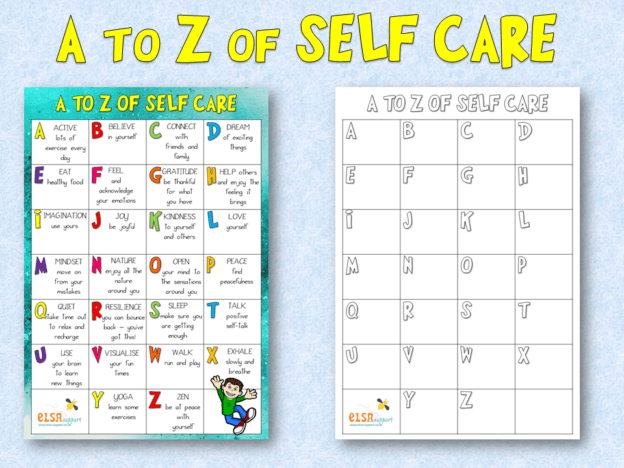 A TO Z OF SELF CARE
A TO Z OF SELF CARE
A ACTIVE
lots of
exercise every
day
B BELIEVE
in yourself
C CONNECT
with
friends and
family
D DREAM
of exciting
things
E EAT
healthy food
F FEEL
and
acknowledge
your emotions
GRATITUDE
G be thankful
for what
you have
H HELP others
and enjoy the
feeling it
brings
i IMAGINATION
use yours
J JOY
be joyful
K KINDNESS
to yourself
and others
L LOVE
yourself
M MINDSET
move on
from your
mistakes
N NATURE
enjoy all the
nature
around you
O OPEN
your mind to
the sensations
around you
P PEACE
find
peacefulness
Q QUIET
take time out
to relax and
recharge
R RESILIENCE
you can bounce
back - youve
got this!
S SLEEP
make sure you
are getting
enough
T TALK
positive
self-talk
U USE
your brain
to learn
new things
V VISUALISE
your fun
times
W WALK
run and play
X EXHALE
slowly and
breathe
eLSA support
Y YOGA
learn some
exercises
Z ZEN
be at peace
with
yourself
A TO Z OF SELF CARE
A B C D
E F G H
i J K L
M N O P
Q R S T
U V W X
Y Z
eLSA support